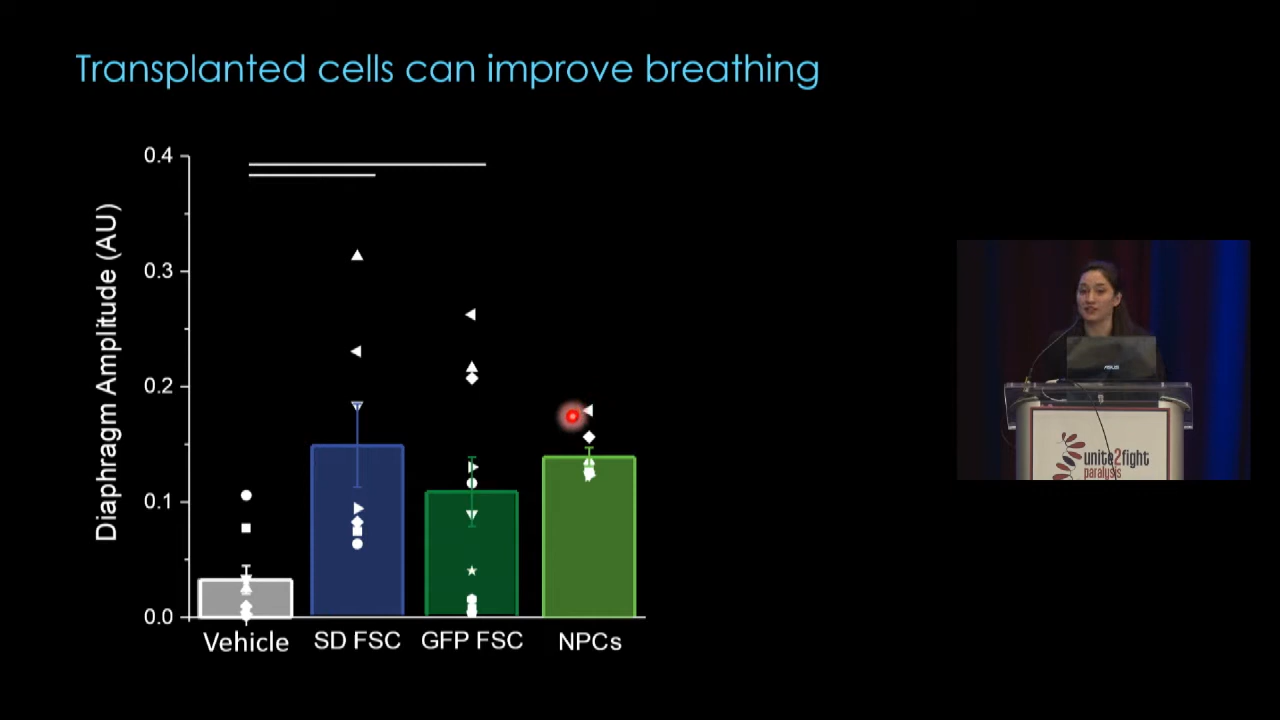 Transplanted cells can improve breathing
0.4
0.3
0.2
0.1
0.0
Diaphragm Amplitude (AU)
Vehicle
SD FSC
GFP FSC
NPCs
ASUS
unite2fight
paralysis